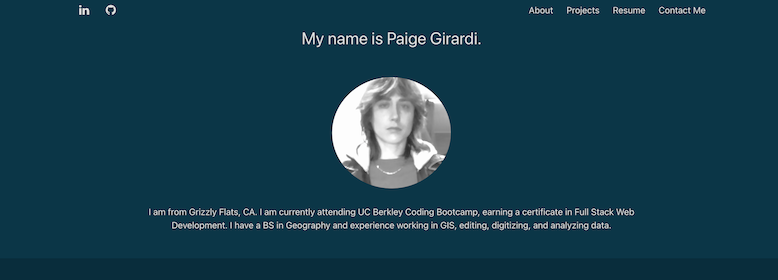 in
About Projects Resume Contact Me
My name is Paige Girardi.
I am from Grizzly Flats, CA. I am currently attending UC Berkley Coding Bootcamp, earning a certificate in Full Stack Web
Development. I have a BS in Geography and experience working in GIS, editing, digitizing, and analyzing data.